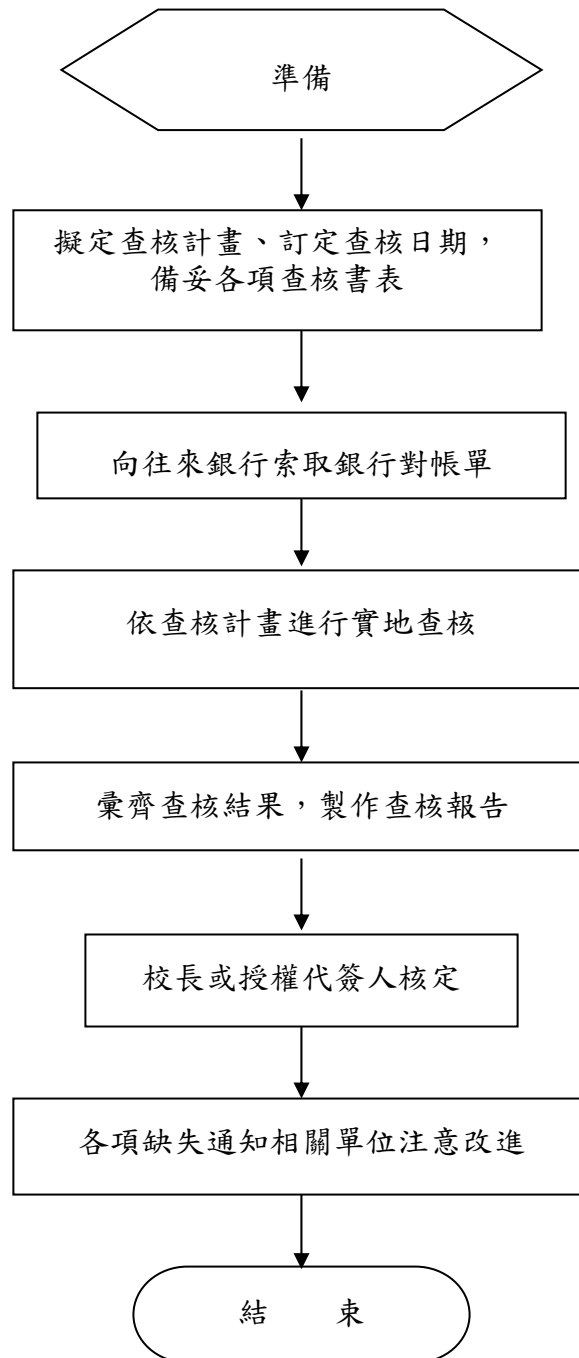 準備
擬定查核計畫、訂定查核日期，
備妥各項查核書表
向往來銀行索取銀行對帳單
依查核計畫進行實地查核
彙齊查核結果，製作查核報告
校長或授權代簽人核定
各項缺失通知相關單位注意改進
結　　束